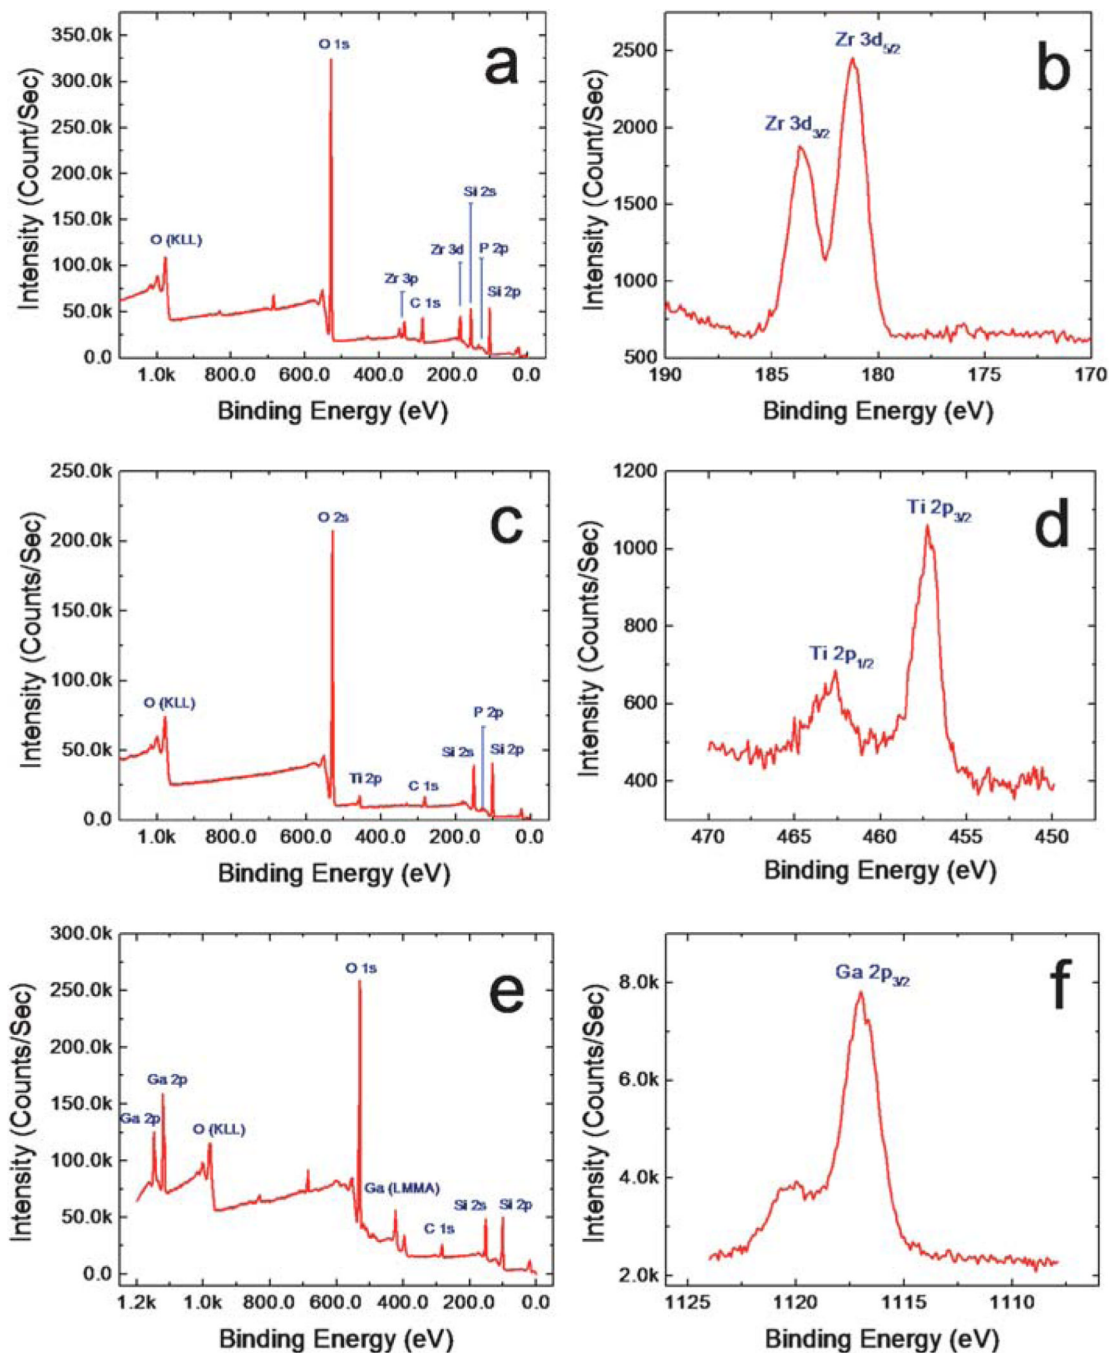 a
350.0k
300.0k
250.0k
200.0k
150.0k
100.0k
50.0k
0.0
O 1s
O (KLL)
Zr 3p
C 1s
Zr 3d
Si 2s
P 2p
Si 2p
1.0k 800.0 600.0 400.0 200.0 0.0
Intensity (Count/Sec)
Binding Energy (eV)
b
2500
2000
1500
1000
500
Zr 3d3/2
Zr 3d5/2
190 185 180 175 170
Intensity (Count/Sec)
Binding Energy (eV)
c
250.0k
200.0k
150.0k
100.0k
50.0k
0.0
O 2s
O (KLL)
Ti 2p
C 1s
Si 2s
P 2p
Si 2p
1.0k 800.0 600.0 400.0 200.0 0.0
Intensity (Counts/Sec)
Binding Energy (eV)
d
1200
1000
800
600
400
Ti 2p1/2
Ti 2p3/2
470 465 460 455 450
Intensity (Counts/Sec)
Binding Energy (eV)
e
300.0k
250.0k
200.0k
150.0k
100.0k
50.0k
0.0
O 1s
Ga 2p
Ga 2p
O (KLL)
Ga (LMMA)
C 1s
Si 2s
Si 2p
1.2k 1.0k 800.0 600.0 400.0 200.0 0.0
Intensity (Counts/Sec)
Binding Energy (eV)
f
8.0k
6.0k
4.0k
2.0k
Ga 2p3/2
1125 1120 1115 1110
Intensity (Counts/Sec)
Binding Energy (eV)